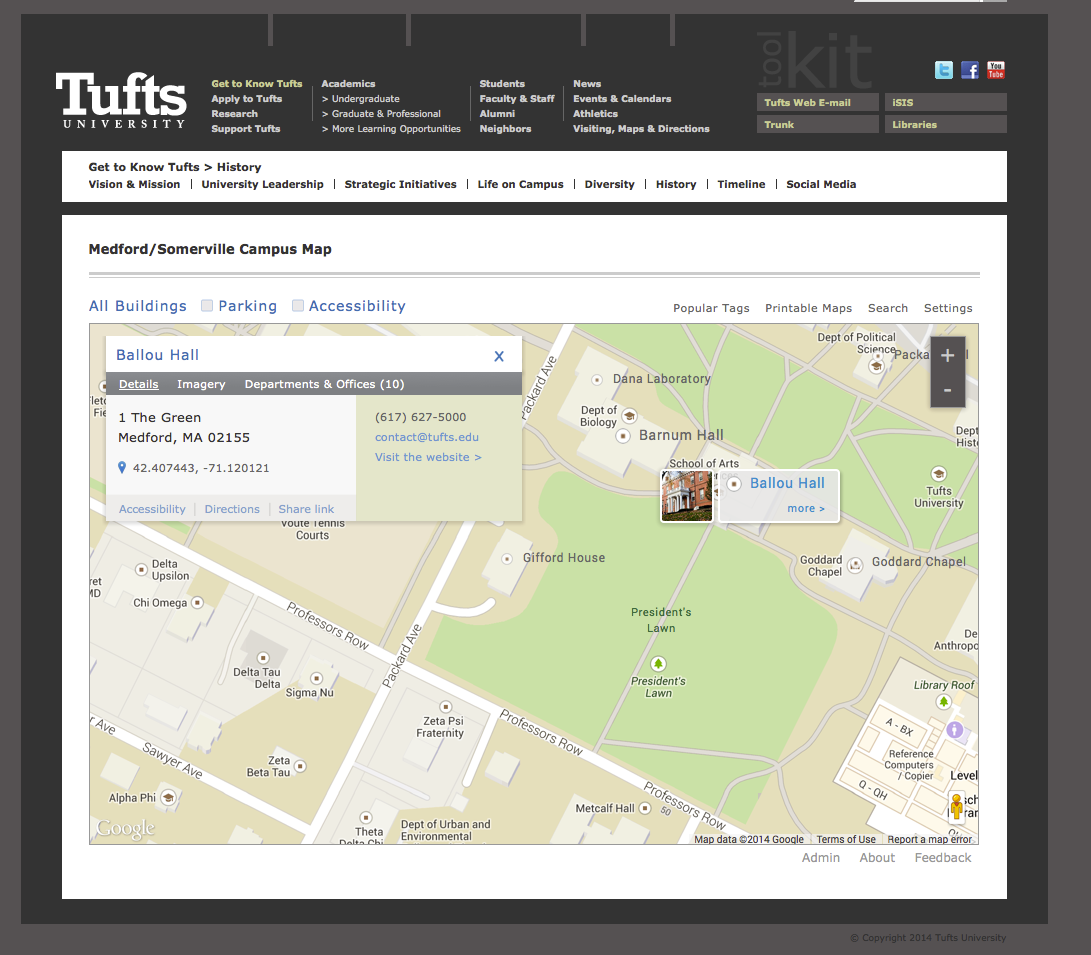 tool kit
Tufts
UNIVERSITY
Get to Know Tufts
Apply to Tufts
Research
Support Tufts
Academics
> Undergraduate
> Graduate & Professional
> More Learning Opportunities
Students
Faculty & Staff
Alumni
Neighbors
News
Events & Calendars
Athletics
Visiting, Maps & Directions
You
Tube
Tufts Web E-mail
iSIS
Trunk
Libraries
Get to Know Tufts > History
Vision & Mission | University Leadership | Strategic Initiatives | Life on Campus | Diversity | History | Timeline | Social Media
Medford/Somerville Campus Map
All Buildings Parking Accessibility
Popular Tags Printable Maps Search Settings
Ballou Hall x
Details Imagery Departments & Offices (10)
1 The Green
Medford, MA 02155
42.407443, -71.120121
(617) 627-5000
contact@tufts.edu
Visit the website >
Accessibility | Directions | Share link
+
-
Packard Ave
Dept of Political
Science
Dana Laboratory
Dept of
Biology
Barnum Hall
School of Arts
Ballou Hall
more >
Dept
Tufts
University
Voute Tennis
Courts
Gifford House
Goddard
Chapel
Goddard Chapel
Delta
Upsilon
Chi Omega
Professors Row
Packard Ave
President's
Lawn
President's
Lawn
Delta Tau
Delta
Sigma Nu
Library Roof
A - BX
Reference
Computers
/ Copier
Level
Q - QH
Zeta Psi
Fraternity
Professors Row
Sawyer Ave
Zeta
Beta Tau
Alpha Phi
Metcalf Hall
50
Professors Row
Theta
Delta Chi
Dept of Urban and
Environmental
Google
Map data ©2014 Google
Terms of Use
Report a map error
Admin About Feedback
© Copyright 2014 Tufts University